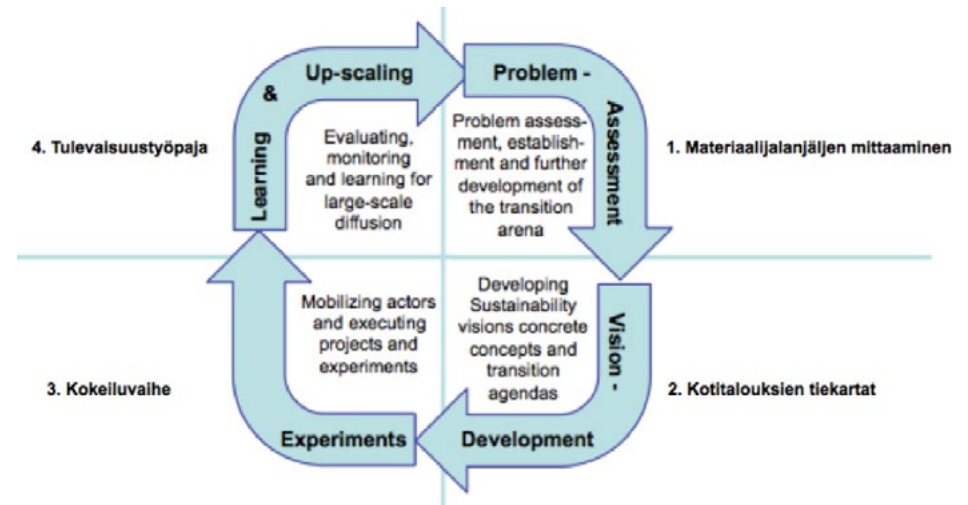 Up-scaling
&
Learning
Evaluating,
monitoring
and learning for
large-scale
diffusion
4. Tulevaisuustyöpaja
Problem -
Assessment
Problem assess-
ment, establish-
ment and further
development of
the transition
arena
1. Materiaalijalanjäljen mittaaminen
Developing
Sustainability
visions concrete
concepts and
transition
agendas
Vision -
Development
2. Kotitalouksien tiekartat
Mobilizing actors
and executing
projects and
experiments
Experiments
3. Kokeiluvaihe